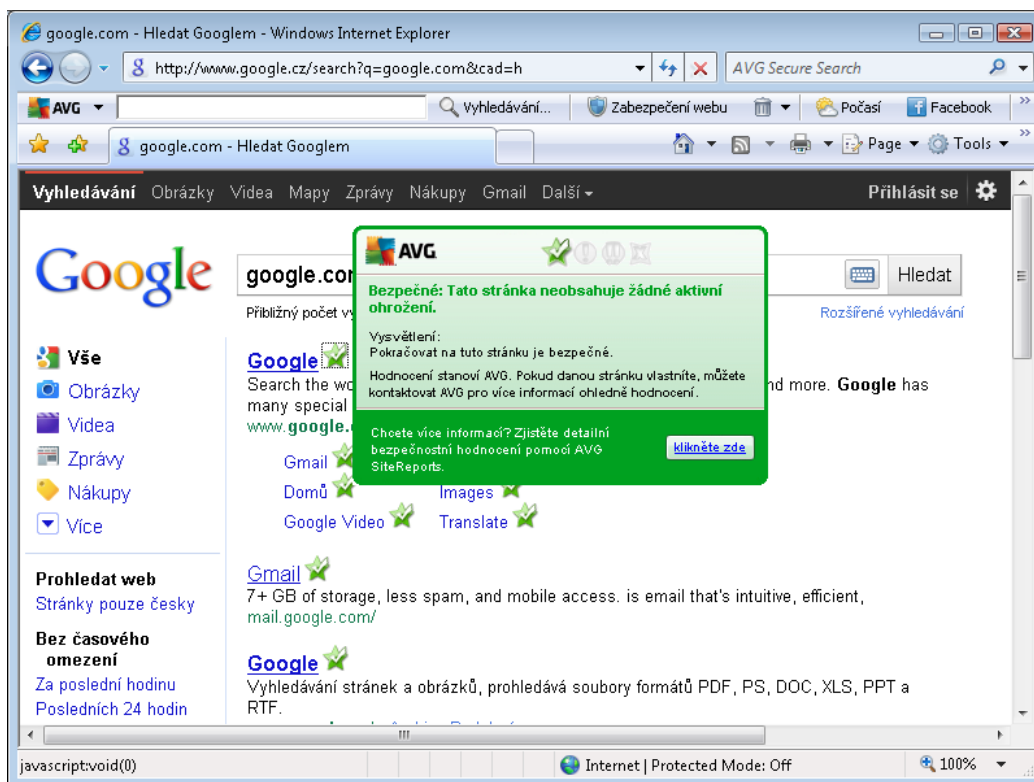 google.com - Hledat Googlem - Windows Internet Explorer
http://www.google.cz/search?q=google.com&cad=h
AVG Secure Search
AVG
Vyhledávání...
Zabezpečení webu
Počasí
Facebook
google.com - Hledat Googlem
Page
Tools
Vyhledávání Obrázky Videa Mapy Zprávy Nákupy Gmail Další
Přihlásit se
Google
google.com
Hledat
Přibližný počet
Rozšířené vyhledávání
AVG
Bezpečné: Tato stránka neobsahuje žádné aktivní
ohrožení.
Vysvětlení:
Pokračovat na tuto stránku je bezpečné.
Hodnocení stanoví AVG. Pokud danou stránku vlastníte, můžete
kontaktovat AVG pro více informací ohledně hodnocení.
Chcete více informací? Zjistěte detailní
bezpečnostní hodnocení pomocí AVG
SiteReports.
klikněte zde
Vše
Obrázky
Videa
Zprávy
Nákupy
Více
Prohledat web
Stránky pouze česky
Bez časového
omezení
Za poslední hodinu
Posledních 24 hodin
Google
Search the nd more. Google has
many special
www.google.
Gmail
Domů Images
Google Video Translate
Gmail
7+ GB of storage, less spam, and mobile access. is email that's intuitive, efficient,
mail.google.com/
Google
Vyhledávání stránek a obrázků, prohledává soubory formátů PDF, PS, DOC, XLS, PPT a
RTF.
javascript:void(0)
Internet | Protected Mode: Off
100%